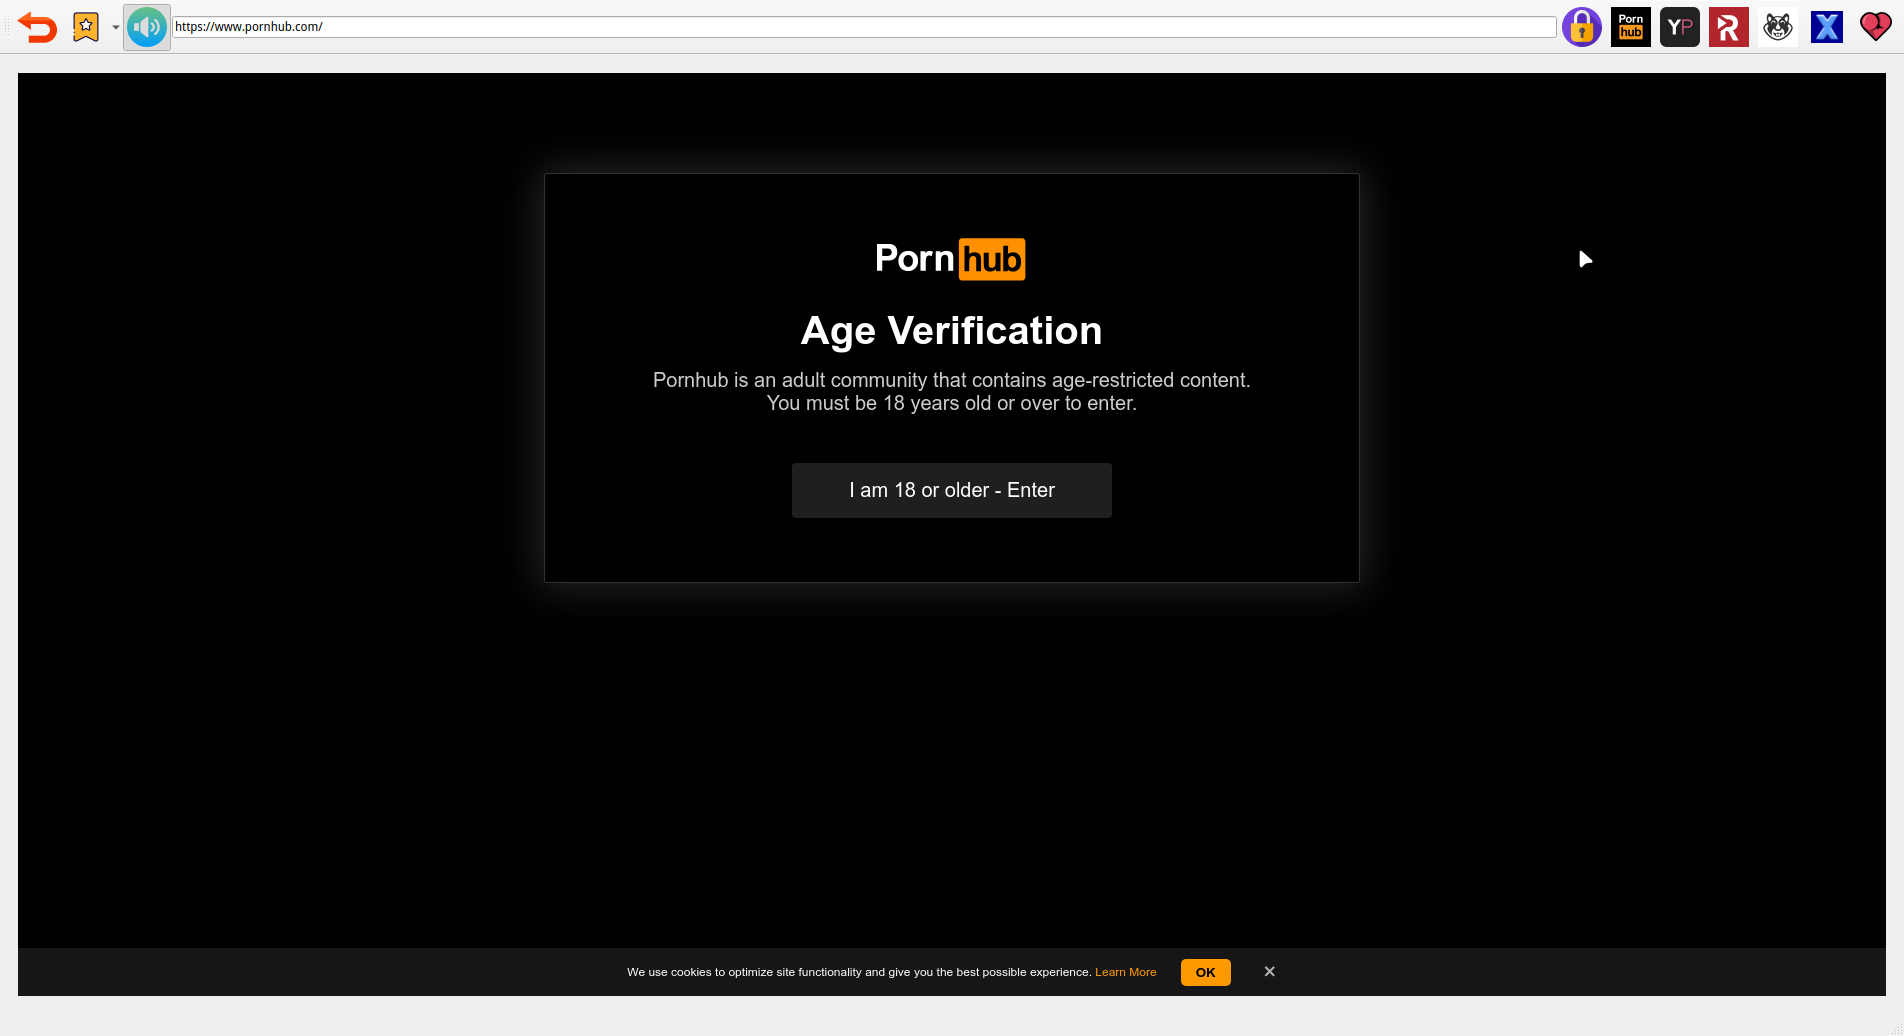 https://www.pornhub.com/
Porn
hub
YP
R
X
Porn hub
Age Verification
Pornhub is an adult community that contains age-restricted content.
You must be 18 years old or over to enter.
I am 18 or older - Enter
We use cookies to optimize site functionality and give you the best possible experience. Learn More
OK